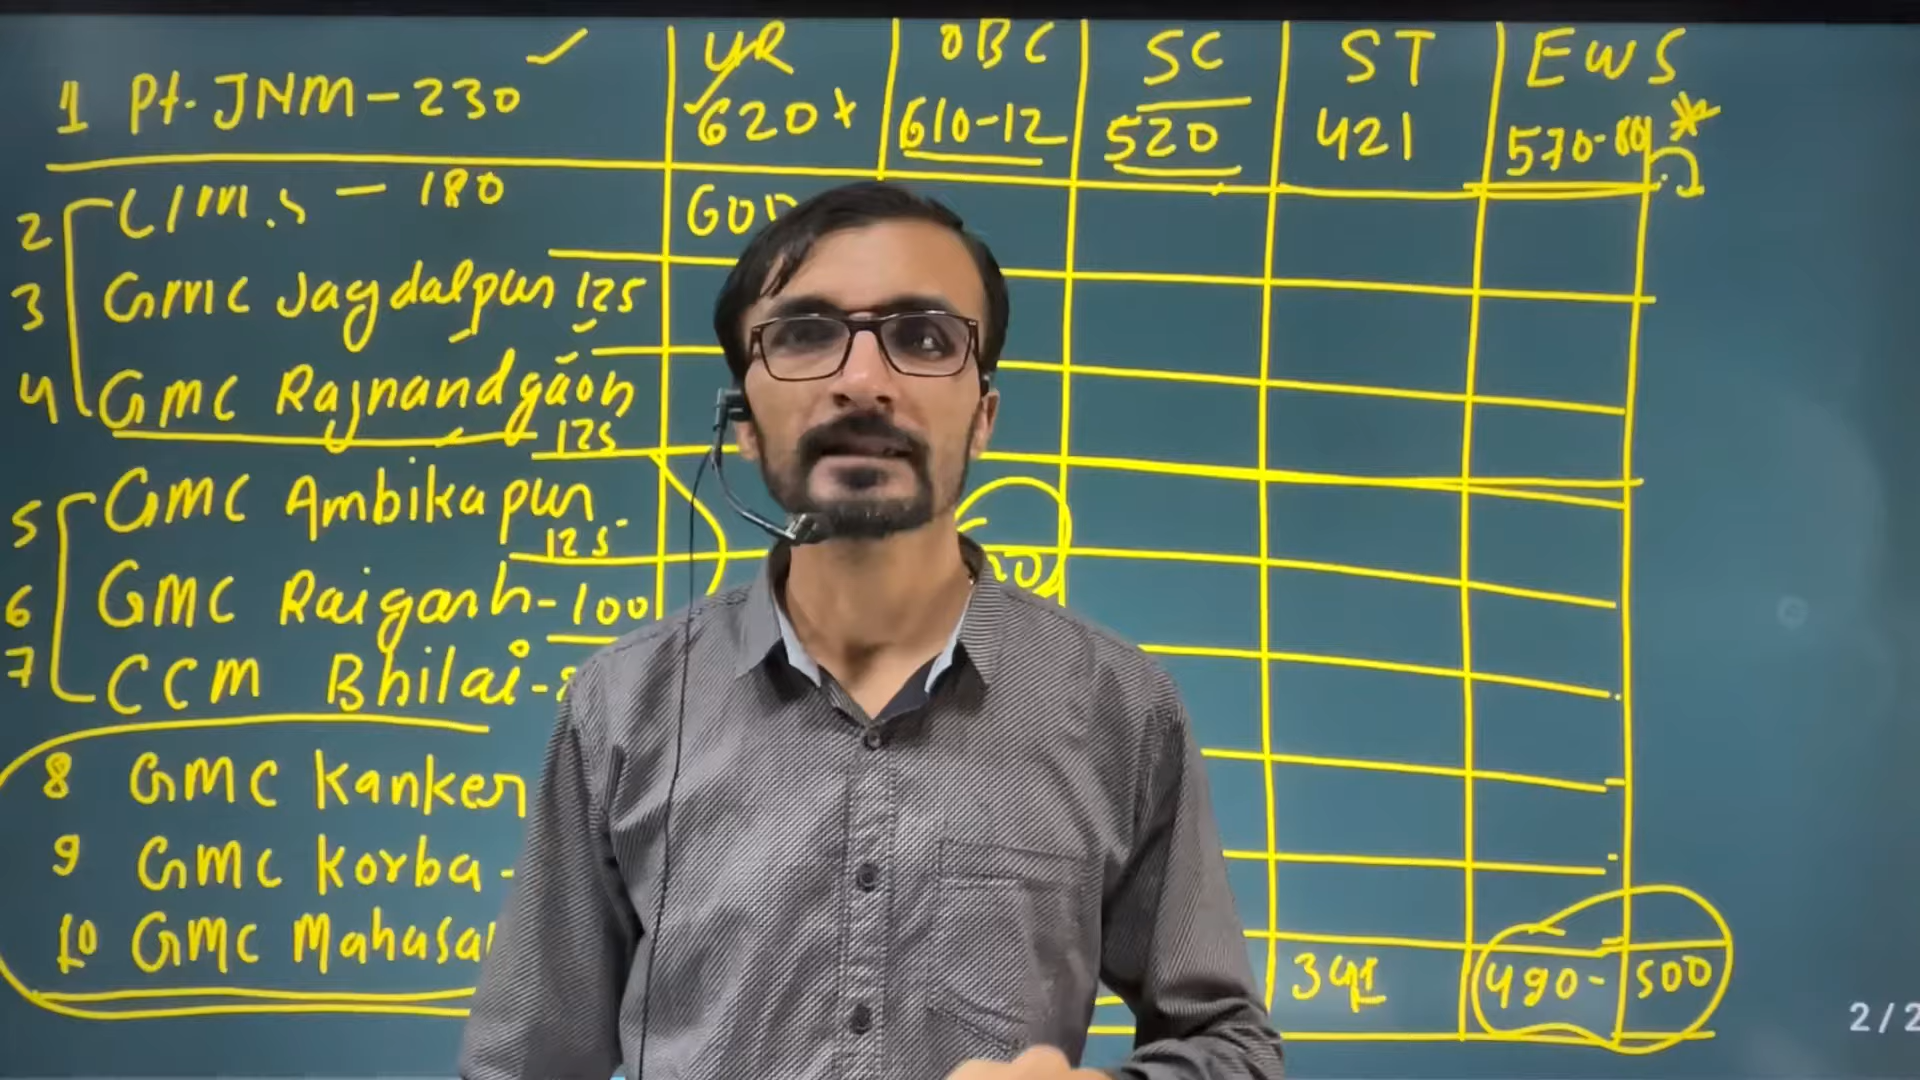 UR OBC SC ST EWS
1 Pt. JNM - 230 620+ 610-12 520 421 570-80 *
2 CIM.S - 180 600
3 GMC Jagdalpur 125
4 GMC Rajnandgaon 125
5 GMC Ambikapur 125
6 GMC Raigarh - 100
7 CCM Bhilai -
8 GMC Kanker
9 GMC Korba -
10 GMC 341 490- 500
2/2